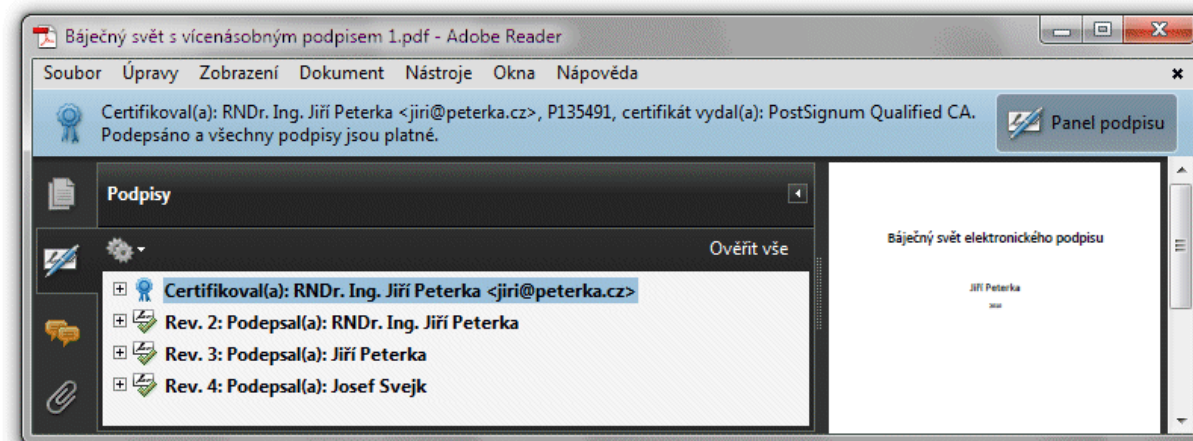 Báječný svět s vícenásobným podpisem 1.pdf - Adobe Reader
Soubor Úpravy Zobrazení Dokument Nástroje Okna Nápověda
Certifikoval(a): RNDr. Ing. Jiří Peterka <jiri@peterka.cz>, P135491, certifikát vydal(a): PostSignum Qualified CA.
Podepsáno a všechny podpisy jsou platné.
Panel podpisu
Podpisy
Ověřit vše
Certifikoval(a): RNDr. Ing. Jiří Peterka <jiri@peterka.cz>
Rev. 2: Podepsal(a): RNDr. Ing. Jiří Peterka
Rev. 3: Podepsal(a): Jiří Peterka
Rev. 4: Podepsal(a): Josef Svejk
Báječný svět elektronického podpisu
Jiří Peterka